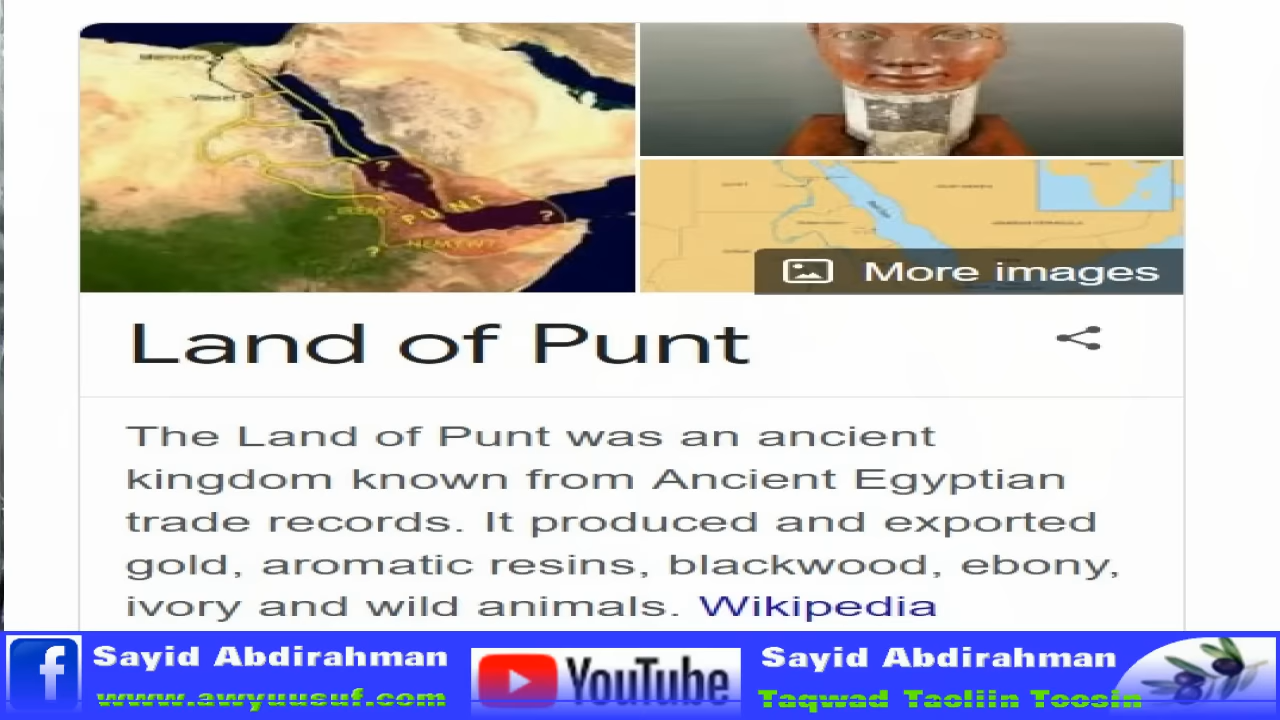 Waset
?
PUNT
?
?
More images
Land of Punt
The Land of Punt was an ancient
kingdom known from Ancient Egyptian
trade records. It produced and exported
gold, aromatic resins, blackwood, ebony,
ivory and wild animals. Wikipedia
f Sayid Abdirahman
www.awyuusuf.com
YouTube
Sayid Abdirahman
Taqwad Taoliin Toosin